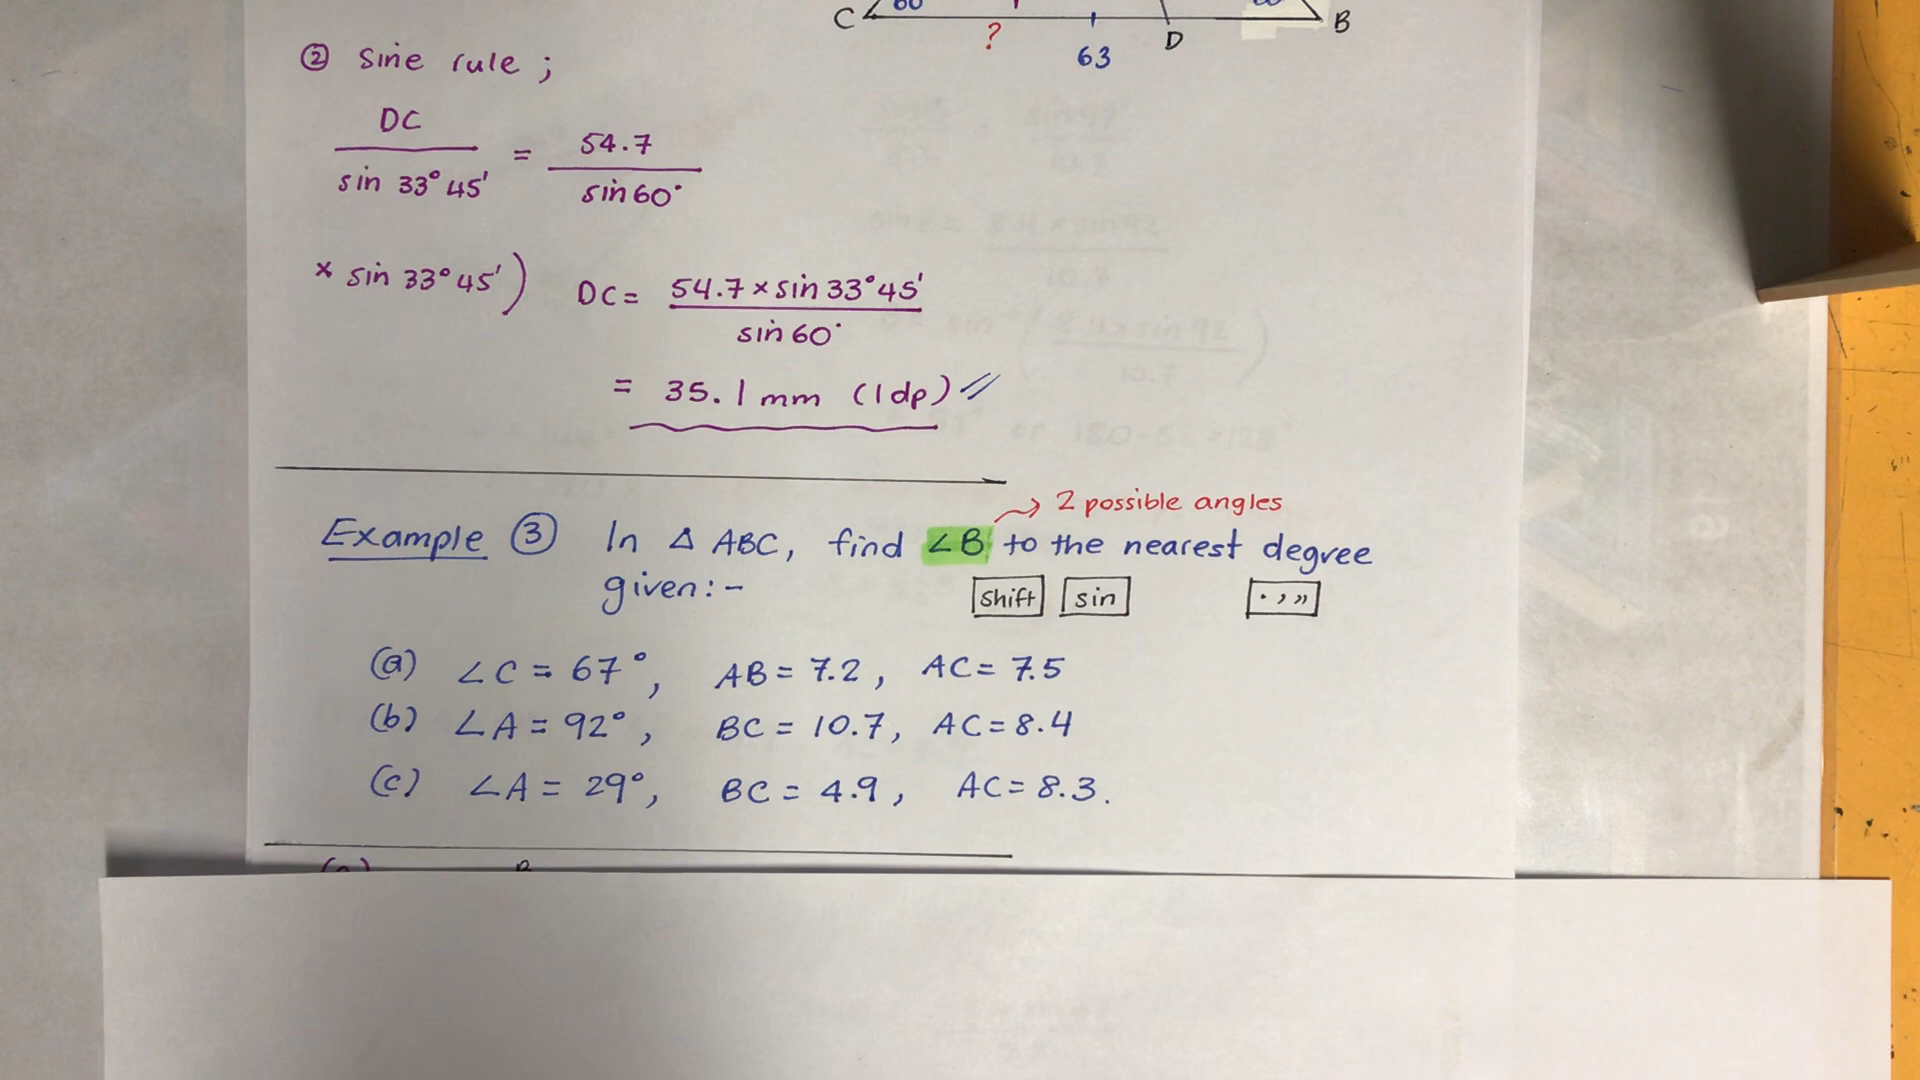 C 60 ? 63 D B
② Sine rule ;
DC / sin 33°45' = 54.7 / sin 60°
× sin 33°45' ) DC = 54.7 × sin 33°45' / sin 60°
= 35.1 mm (1dp) //
→ 2 possible angles
Example ③ In Δ ABC, find ∠B to the nearest degree
given:-
shift sin ° , ,,
(a) ∠C = 67°, AB = 7.2, AC = 7.5
(b) ∠A = 92°, BC = 10.7, AC = 8.4
(c) ∠A = 29°, BC = 4.9, AC = 8.3.